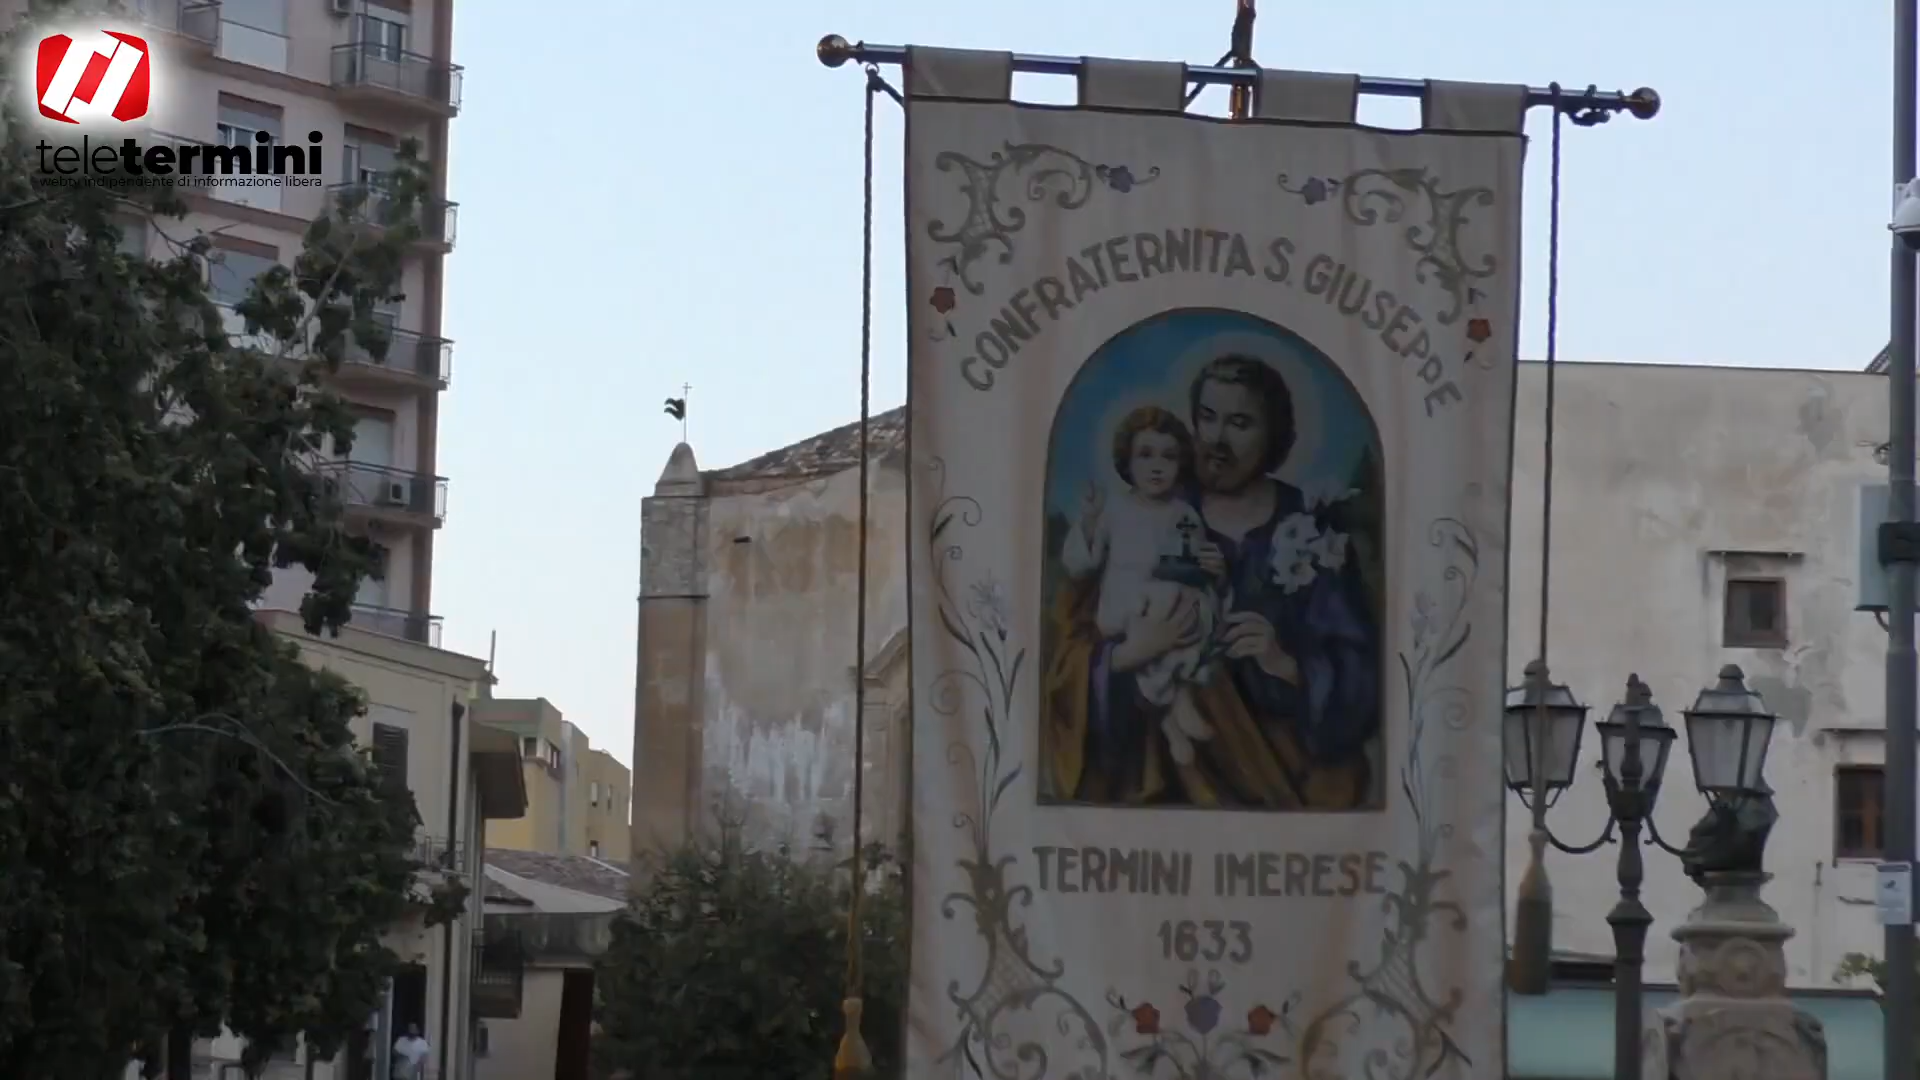 teletermini
webtv indipendente di informazione libera
CONFRATERNITA S. GIUSEPPE
TERMINI IMERESE
1633